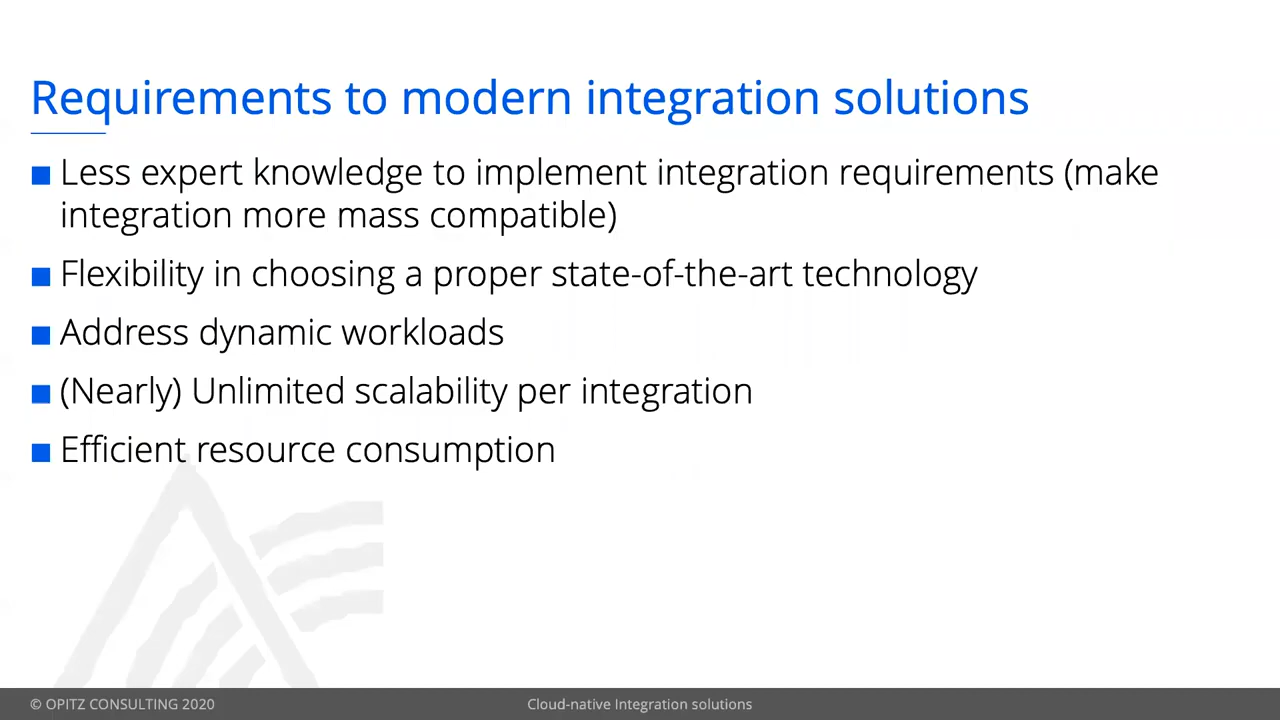 Requirements to modern integration solutions
Less expert knowledge to implement integration requirements (make
integration more mass compatible)
Flexibility in choosing a proper state-of-the-art technology
Address dynamic workloads
(Nearly) Unlimited scalability per integration
Efficient resource consumption
© OPITZ CONSULTING 2020
Cloud-native Integration solutions